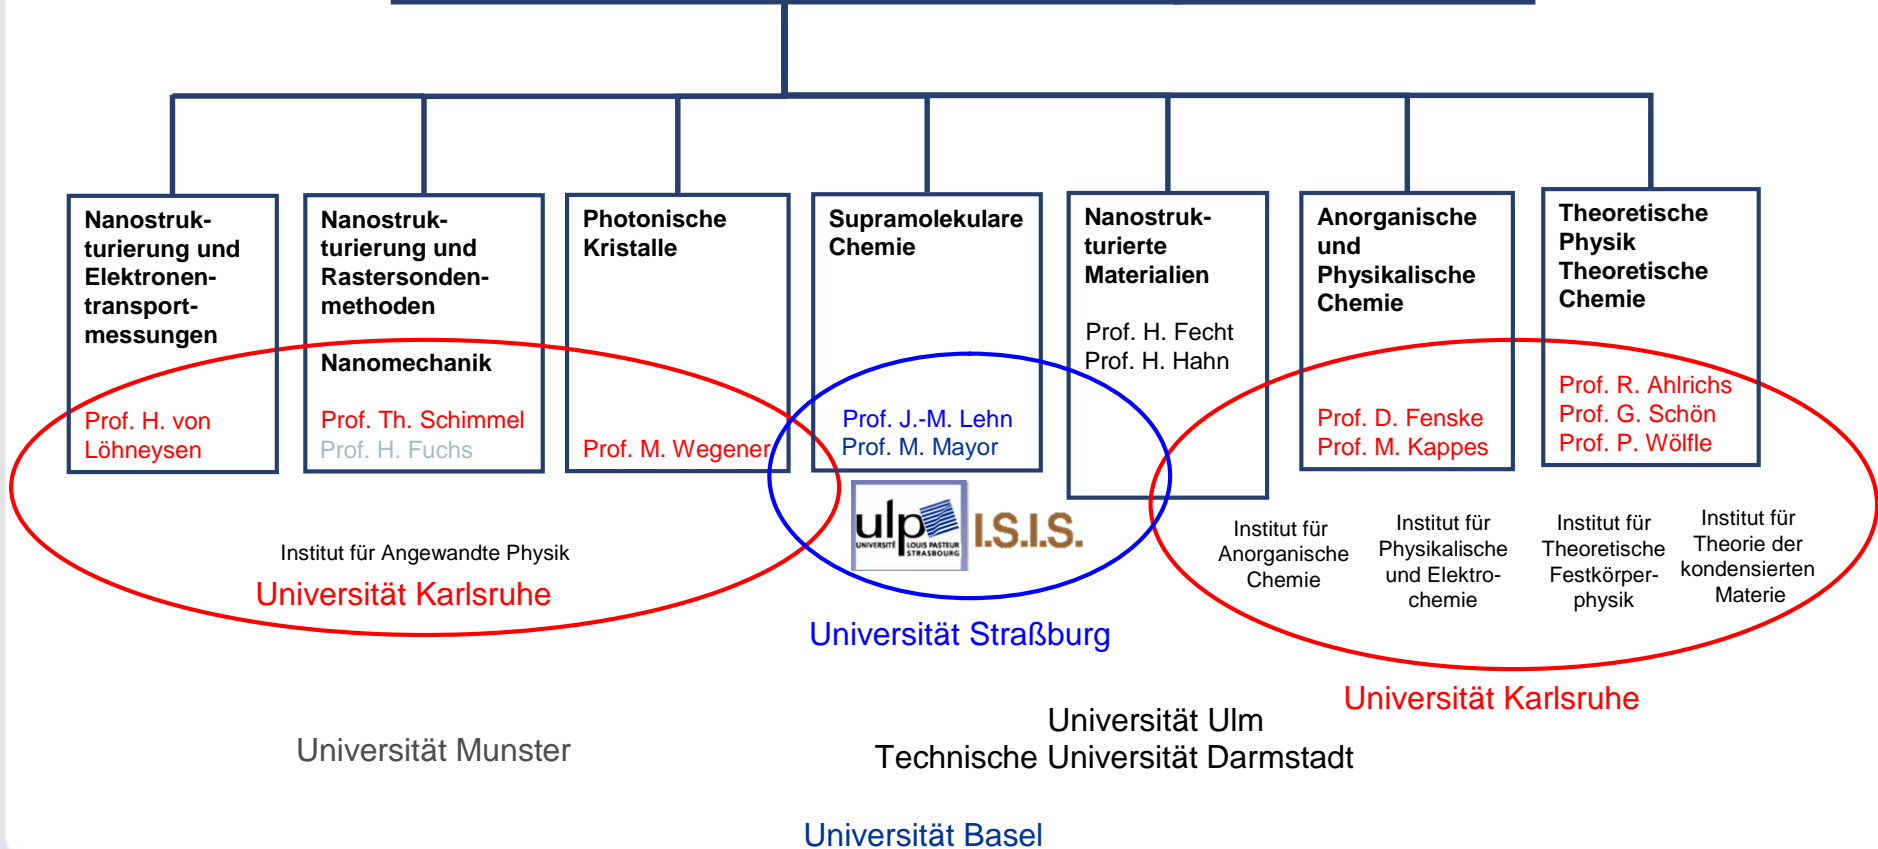 Nanostruk-
turierung und
Elektronen-
transport-
messungen
Prof. H. von
Löhneysen
Nanostruk-
turierung und
Rastersonden-
methoden
Nanomechanik
Prof. Th. Schimmel
Prof. H. Fuchs
Photonische
Kristalle
Prof. M. Wegener
Supramolekulare
Chemie
Prof. J.-M. Lehn
Prof. M. Mayor
Nanostruk-
turierte
Materialien
Prof. H. Fecht
Prof. H. Hahn
Anorganische
und
Physikalische
Chemie
Prof. D. Fenske
Prof. M. Kappes
Theoretische
Physik
Theoretische
Chemie
Prof. R. Ahlrichs
Prof. G. Schön
Prof. P. Wölfle
Institut für Angewandte Physik
Universität Karlsruhe
ulp
UNIVERSITÉ LOUIS PASTEUR
STRASBOURG
I.S.I.S.
Universität Straßburg
Institut für
Anorganische
Chemie
Institut für
Physikalische
und Elektro-
chemie
Institut für
Theoretische
Festkörper-
physik
Institut für
Theorie der
kondensierten
Materie
Universität Karlsruhe
Universität Munster
Universität Ulm
Technische Universität Darmstadt
Universität Basel